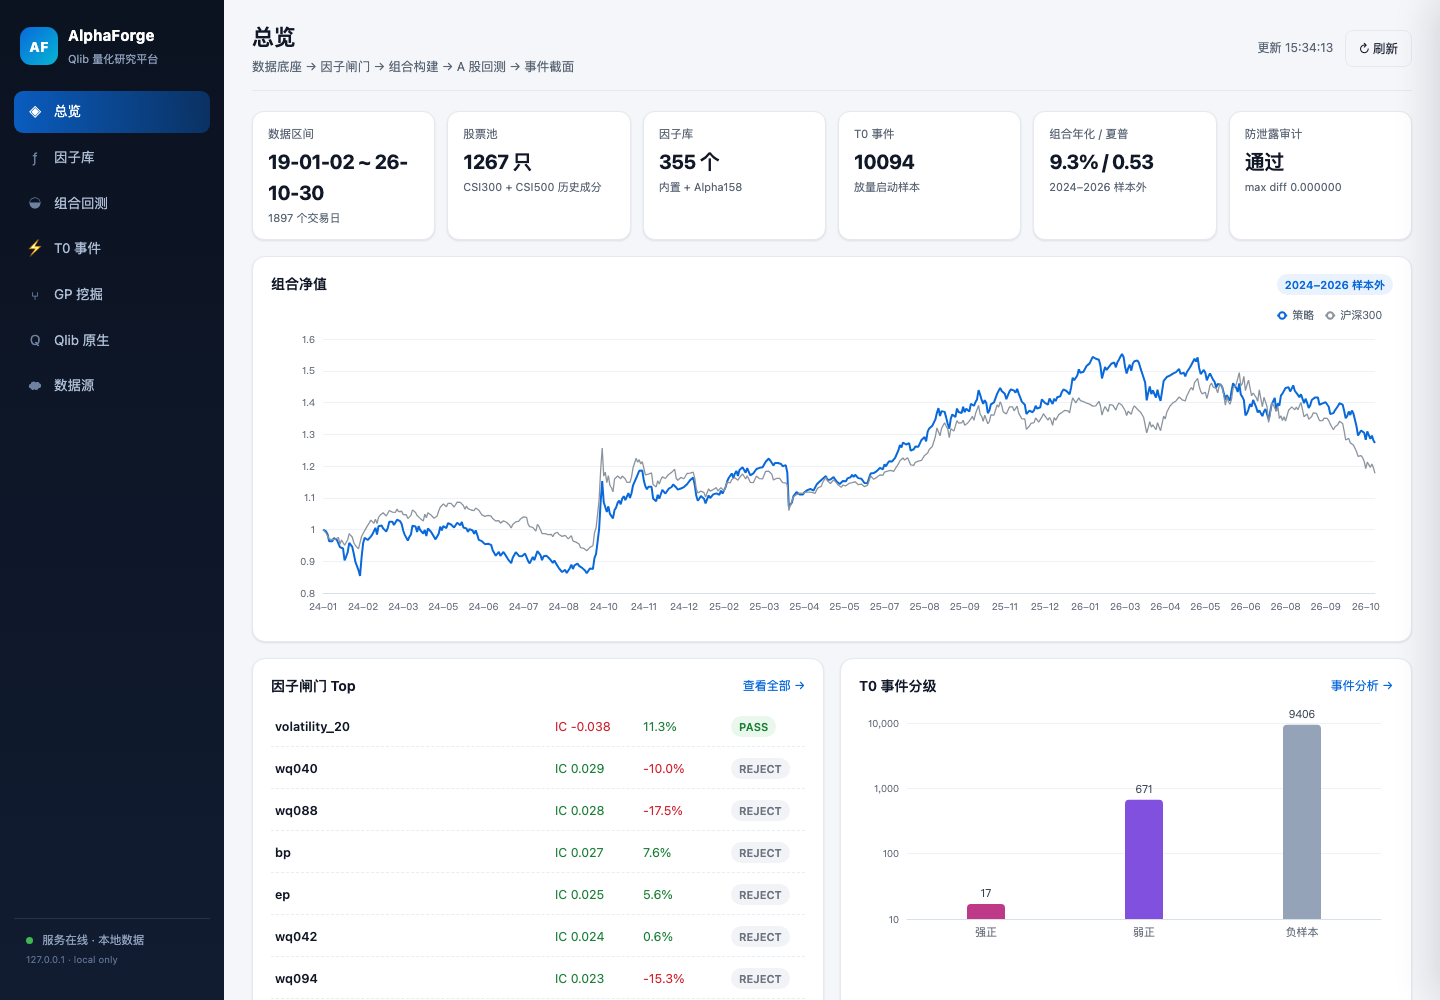 AF
AlphaForge
Qlib 量化研究平台
总览
因子库
组合回测
T0 事件
GP 挖掘
Q Qlib 原生
数据源
服务在线 · 本地数据
127.0.0.1 · local only
总览
数据底座 → 因子闸门 → 组合构建 → A 股回测 → 事件截面
更新 15:34:13
↻ 刷新
数据区间
19-01-02 ~ 26-
10-30
1897 个交易日
股票池
1267 只
CSI300 + CSI500 历史成分
因子库
355 个
内置 + Alpha158
T0 事件
10094
放量启动样本
组合年化 / 夏普
9.3% / 0.53
2024–2026 样本外
防泄露审计
通过
max diff 0.000000
组合净值
2024–2026 样本外
策略 沪深300
1.6
1.5
1.4
1.3
1.2
1.1
1
0.9
0.8
24–01 24–02 24–03 24–05 24–06 24–07 24–08 24–10 24–11 24–12 25–02 25–03 25–04 25–05 25–07 25–08 25–09 25–11 25–12 26–01 26–03 26–04 26–05 26–06 26–08 26–09 26–10
因子闸门 Top
查看全部 →
volatility_20 IC -0.038 11.3% PASS
wq040 IC 0.029 -10.0% REJECT
wq088 IC 0.028 -17.5% REJECT
bp IC 0.027 7.6% REJECT
ep IC 0.025 5.6% REJECT
wq042 IC 0.024 0.6% REJECT
wq094 IC 0.023 -15.3% REJECT
T0 事件分级
事件分析 →
10,000
1,000
100
10
17
671
9406
强正 弱正 负样本